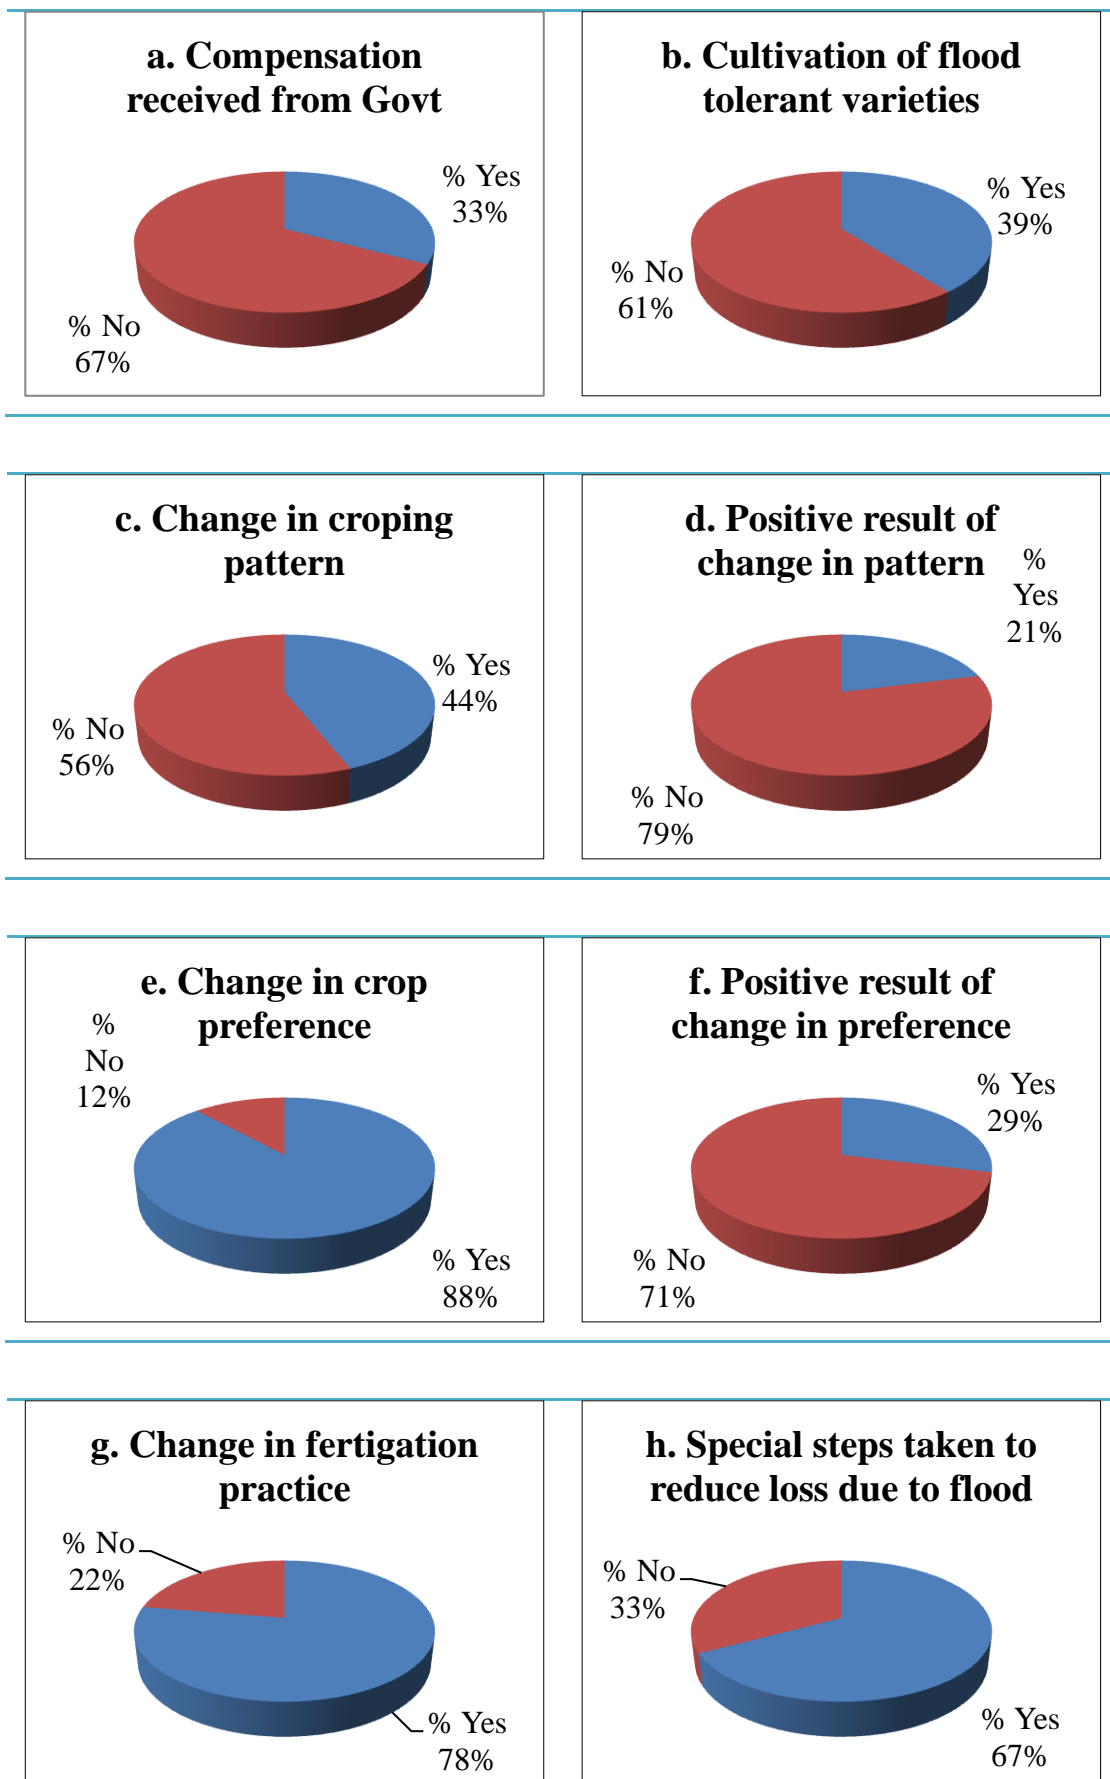 a. Compensation
received from Govt
% Yes
33%
% No
67%
b. Cultivation of flood
tolerant varieties
% Yes
39%
% No
61%
c. Change in croping
pattern
% Yes
44%
% No
56%
d. Positive result of
change in pattern
%
Yes
21%
% No
79%
e. Change in crop
preference
%
No
12%
% Yes
88%
f. Positive result of
change in preference
% Yes
29%
% No
71%
g. Change in fertigation
practice
% No
22%
% Yes
78%
h. Special steps taken to
reduce loss due to flood
% No
33%
% Yes
67%